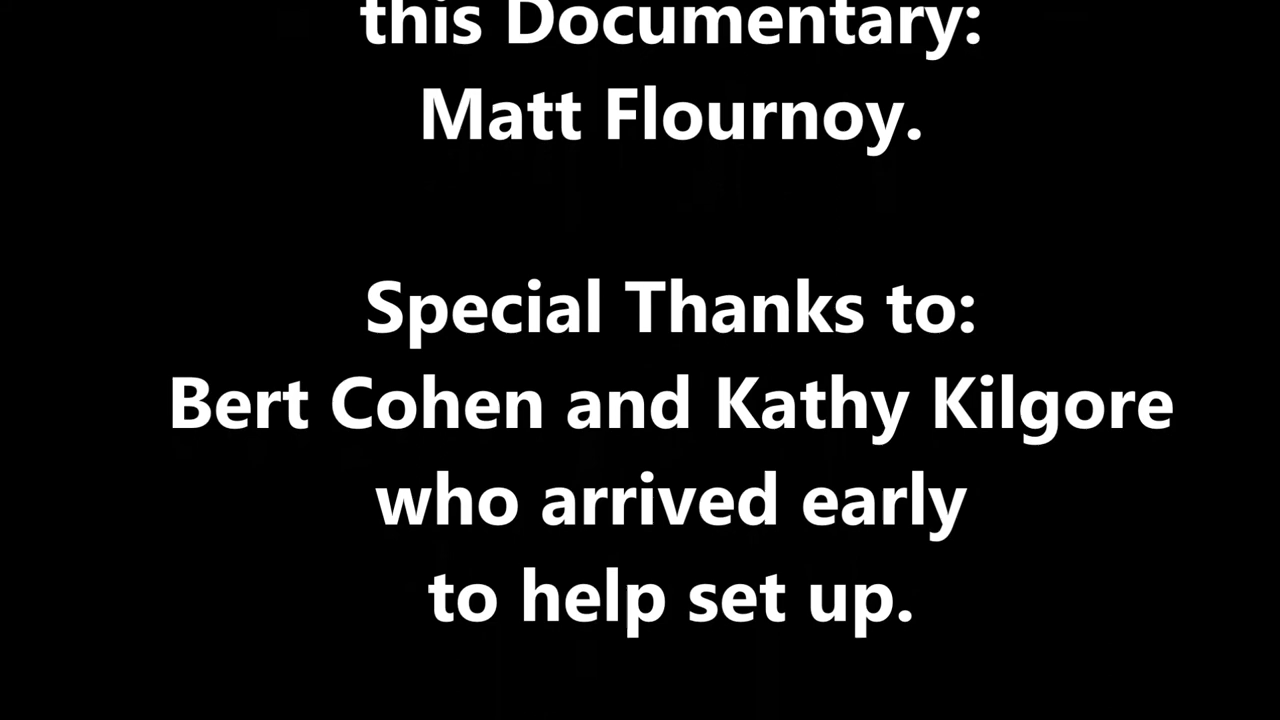 this Documentary:
Matt Flournoy.
Special Thanks to:
Bert Cohen and Kathy Kilgore
who arrived early
to help set up.